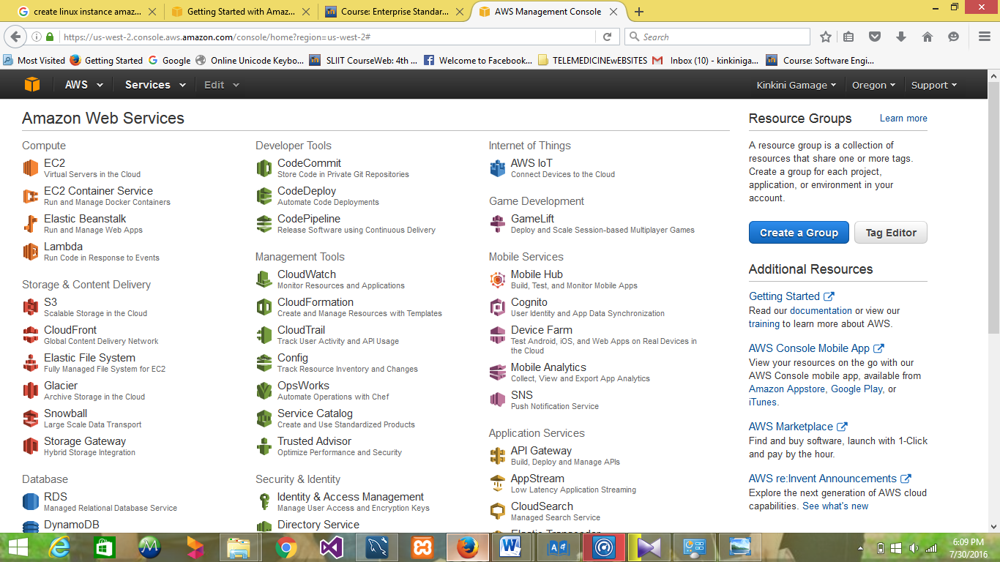 create linux instance amaz...
Getting Started with Amaz...
Course: Enterprise Standar...
AWS Management Console
https://us-west-2.console.aws.amazon.com/console/home?region=us-west-2#
Search
Most Visited
Getting Started
Google
Online Unicode Keybo...
SLIIT CourseWeb: 4th ...
Welcome to Facebook...
TELEMEDICINEwEBSITES
Inbox (10) - kinkiniga...
Course: Software Engi...
AWS
Services
Edit
Kinkini Gamage
Oregon
Support
Amazon Web Services
Compute
EC2
Virtual Servers in the Cloud
EC2 Container Service
Run and Manage Docker Containers
Elastic Beanstalk
Run and Manage Web Apps
Lambda
Run Code in Response to Events
Storage & Content Delivery
S3
Scalable Storage in the Cloud
CloudFront
Global Content Delivery Network
Elastic File System
Fully Managed File System for EC2
Glacier
Archive Storage in the Cloud
Snowball
Large Scale Data Transport
Storage Gateway
Hybrid Storage Integration
Database
RDS
Managed Relational Database Service
DynamoDB
Developer Tools
CodeCommit
Store Code in Private Git Repositories
CodeDeploy
Automate Code Deployments
CodePipeline
Release Software using Continuous Delivery
Management Tools
CloudWatch
Monitor Resources and Applications
CloudFormation
Create and Manage Resources with Templates
CloudTrail
Track User Activity and API Usage
Config
Track Resource Inventory and Changes
OpsWorks
Automate Operations with Chef
Service Catalog
Create and Use Standardized Products
Trusted Advisor
Optimize Performance and Security
Security & Identity
Identity & Access Management
Manage User Access and Encryption Keys
Directory Service
Internet of Things
AWS IoT
Connect Devices to the Cloud
Game Development
GameLift
Deploy and Scale Session-based Multiplayer Games
Mobile Services
Mobile Hub
Build, Test, and Monitor Mobile Apps
Cognito
User Identity and App Data Synchronization
Device Farm
Test Android, iOS, and Web Apps on Real Devices in
the Cloud
Mobile Analytics
Collect, View and Export App Analytics
SNS
Push Notification Service
Application Services
API Gateway
Build, Deploy and Manage APIs
AppStream
Low Latency Application Streaming
CloudSearch
Managed Search Service
Elastic Transcoder
Resource Groups
Learn more
A resource group is a collection of
resources that share one or more tags.
Create a group for each project,
application, or environment in your
account.
Create a Group
Tag Editor
Additional Resources
Getting Started
Read our documentation or view our
training to learn more about AWS.
AWS Console Mobile App
View your resources on the go with our
AWS Console mobile app, available from
Amazon Appstore, Google Play, or
iTunes.
AWS Marketplace
Find and buy software, launch with 1-Click
and pay by the hour.
AWS re:Invent Announcements
Explore the next generation of AWS cloud
capabilities. See what's new
6:09 PM
7/30/2016